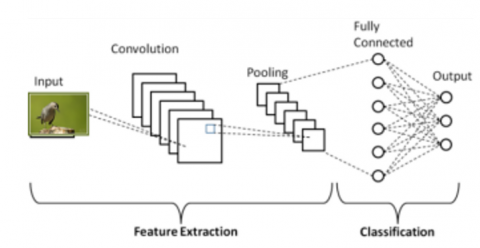 Input
Convolution
Pooling
Fully
Connected
Output
Feature Extraction
Classification